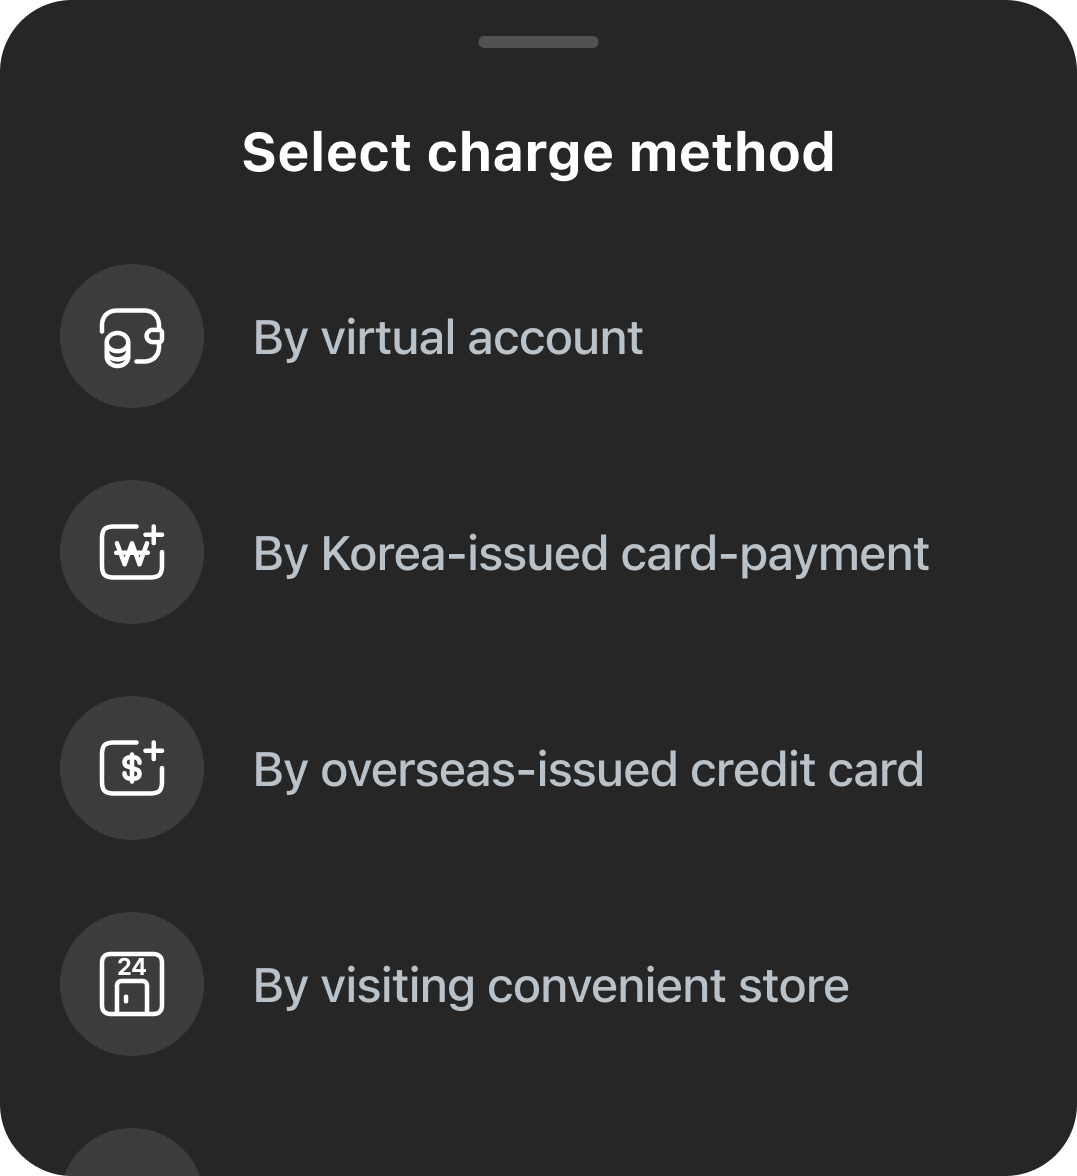 Select charge method
By virtual account
By Korea-issued card-payment
By overseas-issued credit card
24
By visiting convenient store